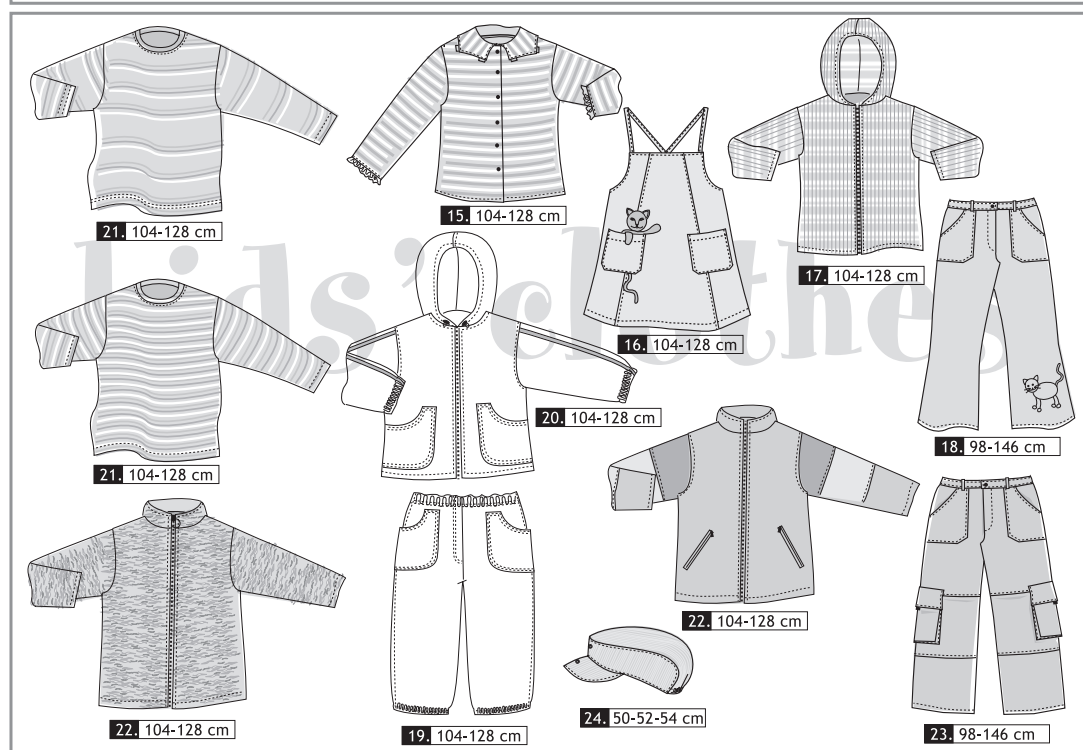 kids' clothes
21. 104-128 cm
15. 104-128 cm
16. 104-128 cm
17. 104-128 cm
21. 104-128 cm
20. 104-128 cm
18. 98-146 cm
22. 104-128 cm
19. 104-128 cm
22. 104-128 cm
24. 50-52-54 cm
23. 98-146 cm